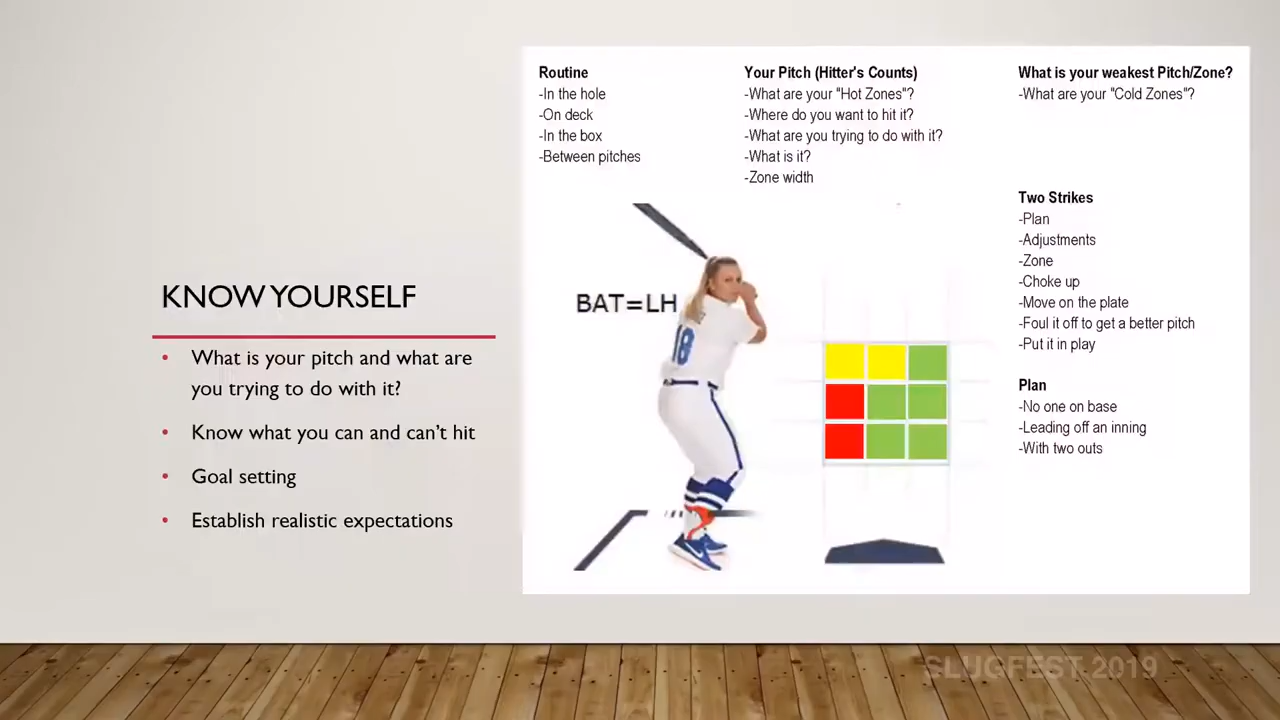 KNOW YOURSELF
• What is your pitch and what are
you trying to do with it?
• Know what you can and can't hit
• Goal setting
• Establish realistic expectations
Routine
-In the hole
-On deck
-In the box
-Between pitches
Your Pitch (Hitter's Counts)
-What are your "Hot Zones"?
-Where do you want to hit it?
-What are you trying to do with it?
-What is it?
-Zone width
What is your weakest Pitch/Zone?
-What are your "Cold Zones"?
Two Strikes
-Plan
-Adjustments
-Zone
-Choke up
-Move on the plate
-Foul it off to get a better pitch
-Put it in play
Plan
-No one on base
-Leading off an inning
-With two outs
BAT=LH
18
SLUGFEST 2019